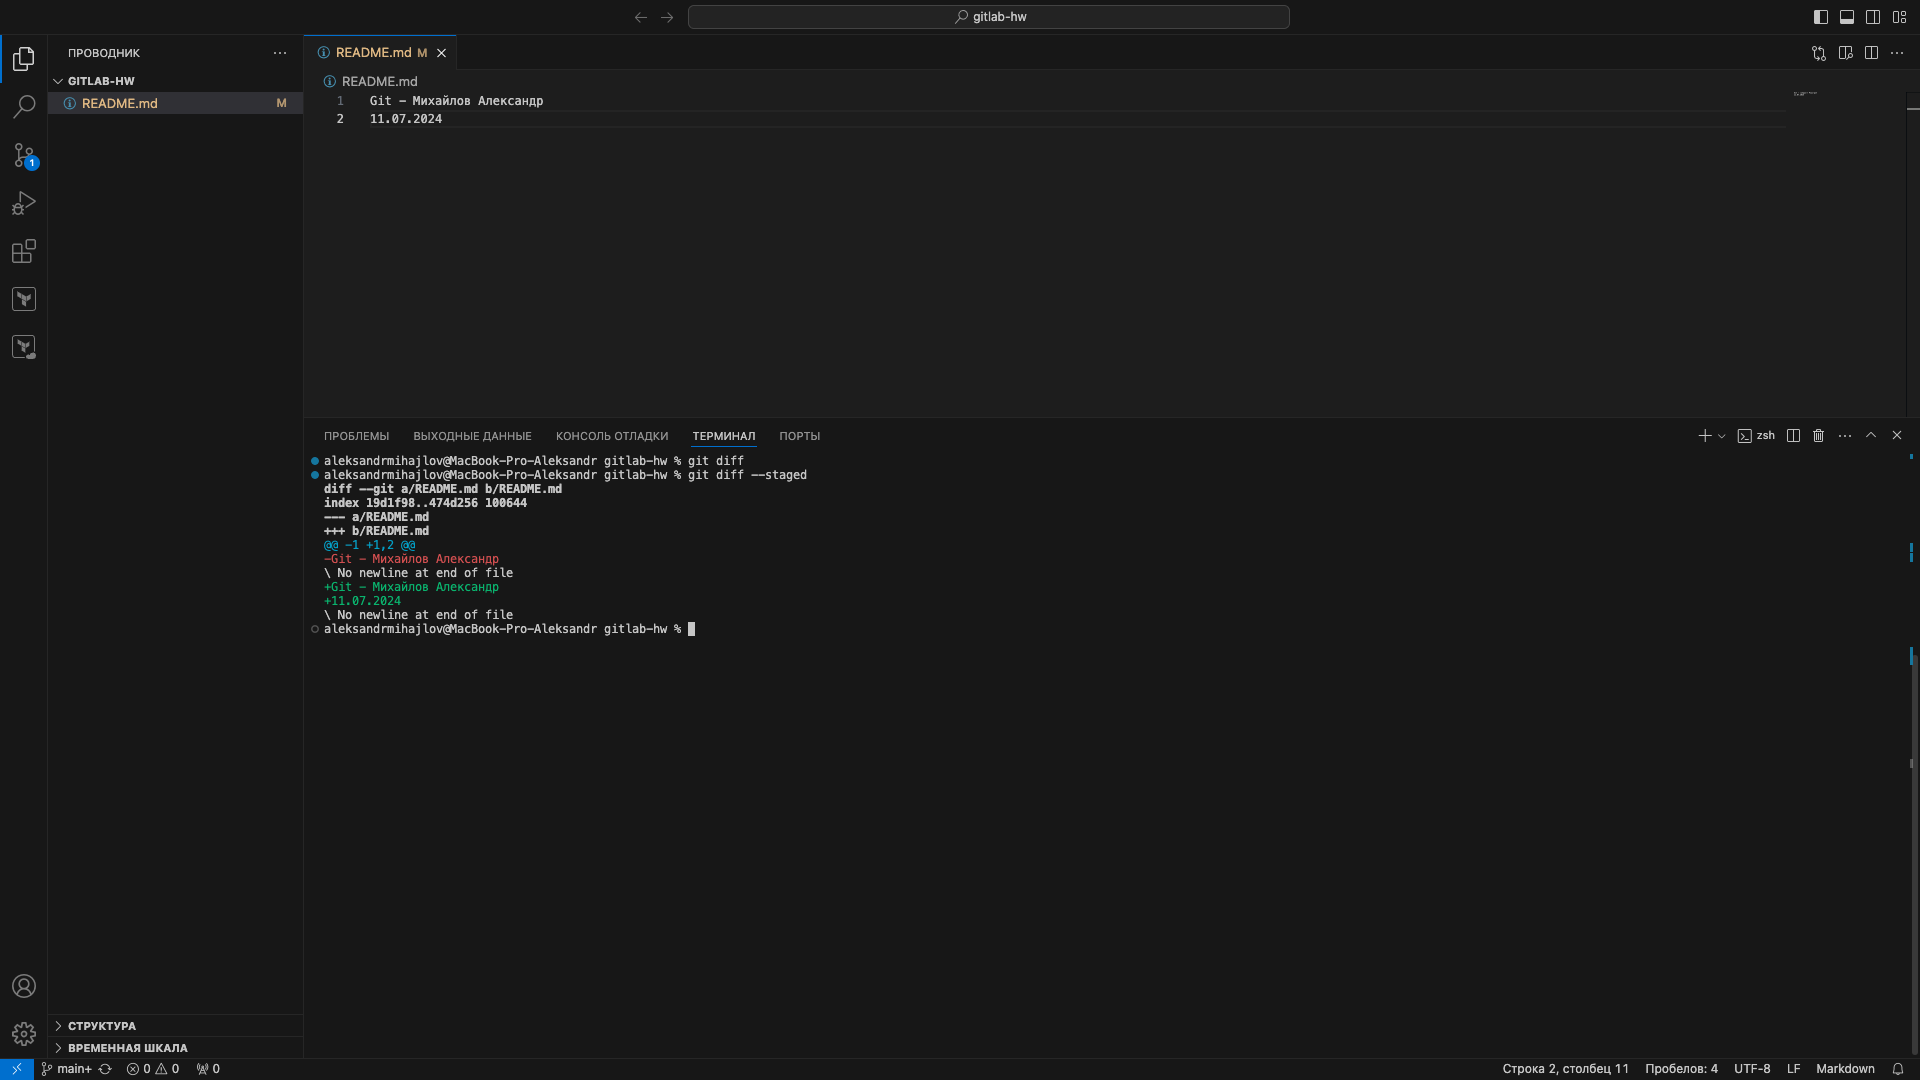 gitlab-hw
ПРОВОДНИК
GITLAB-HW
README.md M
README.md M
README.md
1 Git - Михайлов Александр
2 11.07.2024
ПРОБЛЕМЫ ВЫХОДНЫЕ ДАННЫЕ КОНСОЛЬ ОТЛАДКИ ТЕРМИНАЛ ПОРТЫ
zsh
aleksandrmihajlov@MacBook-Pro-Aleksandr gitlab-hw % git diff
aleksandrmihajlov@MacBook-Pro-Aleksandr gitlab-hw % git diff --staged
diff --git a/README.md b/README.md
index 19d1f98..474d256 100644
--- a/README.md
+++ b/README.md
@@ -1 +1,2 @@
-Git - Михайлов Александр
\ No newline at end of file
+Git - Михайлов Александр
+11.07.2024
\ No newline at end of file
aleksandrmihajlov@MacBook-Pro-Aleksandr gitlab-hw %
1
СТРУКТУРА
ВРЕМЕННАЯ ШКАЛА
main+ 0 0 0 Строка 2, столбец 11 Пробелов: 4 UTF-8 LF Markdown